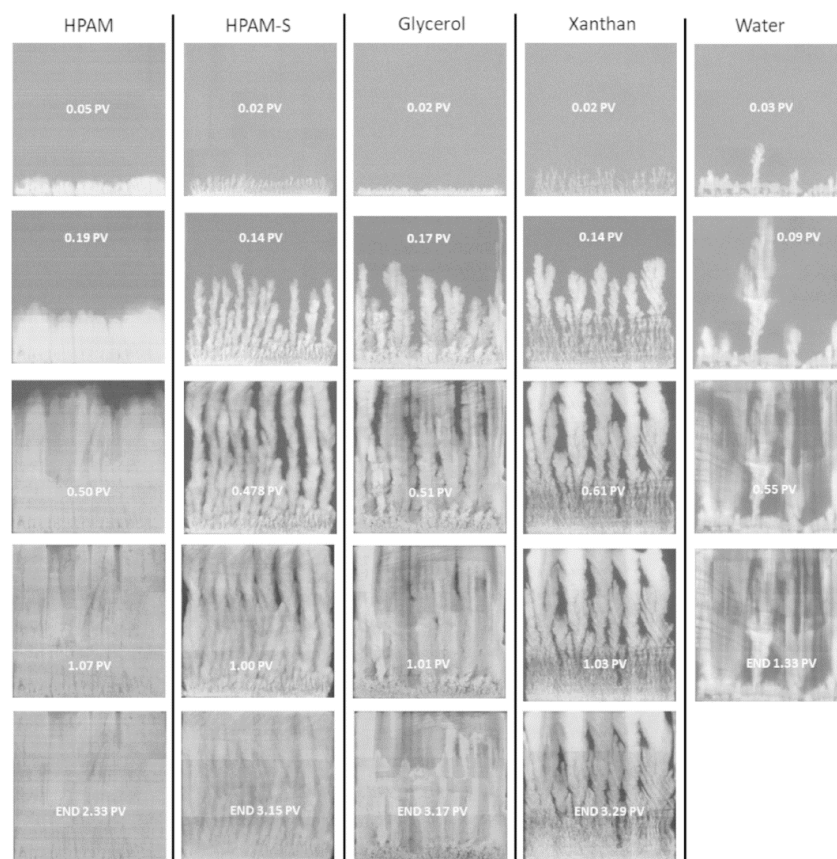 HPAM HPAM-S Glycerol Xanthan Water
0.05 PV 0.02 PV 0.02 PV 0.02 PV 0.03 PV
0.19 PV 0.14 PV 0.17 PV 0.14 PV 0.09 PV
0.50 PV 0.478 PV 0.51 PV 0.61 PV 0.55 PV
1.07 PV 1.00 PV 1.01 PV 1.03 PV END 1.33 PV
END 2.33 PV END 3.15 PV END 3.17 PV END 3.29 PV